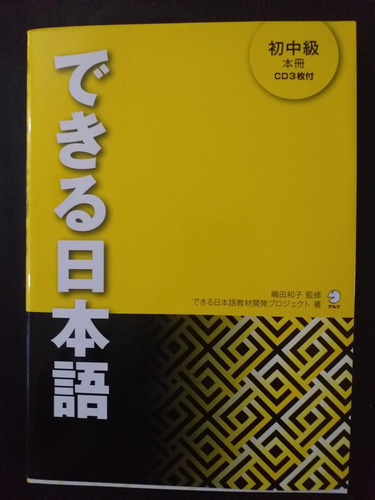 できる日本語
初中級
本冊
CD3枚付
嶋田和子 監修
できる日本語教材開発プロジェクト 著
アルク